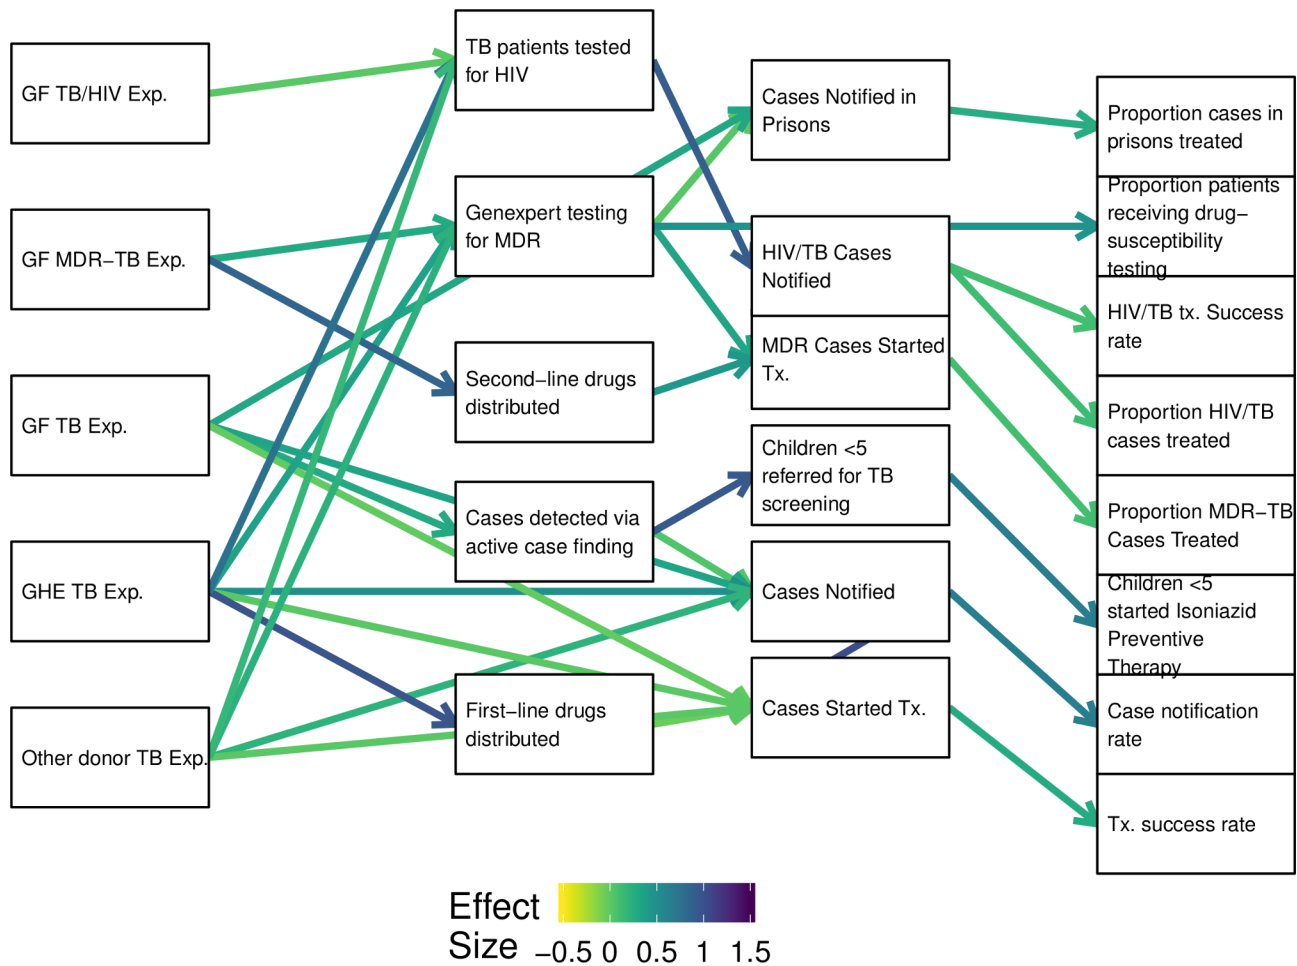 GF TB/HIV Exp.
GF MDR−TB Exp.
GF TB Exp.
GHE TB Exp.
Other donor TB Exp.
TB patients tested
for HIV
Genexpert testing
for MDR
Second−line drugs
distributed
Cases detected via
active case finding
First−line drugs
distributed
Cases Notified in
Prisons
HIV/TB Cases
Notified
MDR Cases Started
Tx.
Children <5
referred for TB
screening
Cases Notified
Cases Started Tx.
Proportion cases in
prisons treated
Proportion patients
receiving drug−
susceptibility
testing
HIV/TB tx. Success
rate
Proportion HIV/TB
cases treated
Proportion MDR−TB
Cases Treated
Children <5
started Isoniazid
Preventive
Therapy
Case notification
rate
Tx. success rate
Effect
Size
−0.5 0 0.5 1 1.5